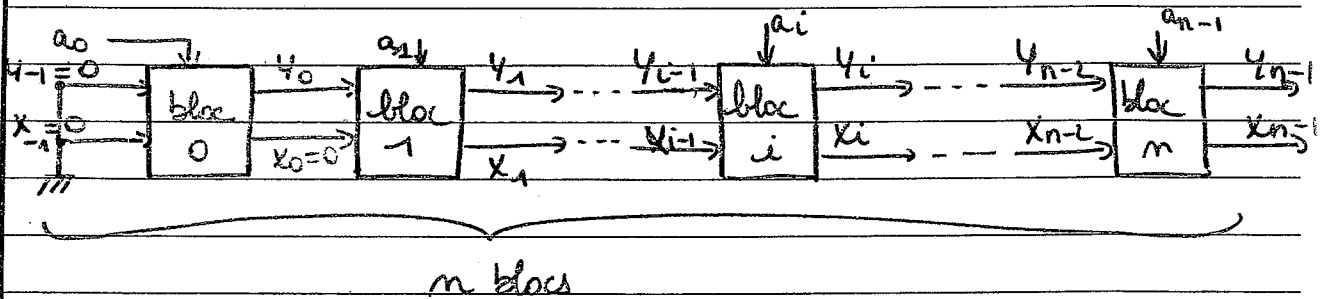 a0 a1 ai an-1
Y-1=0 Y0 Y1 Yi-1 Yi Yn-2 Yn-1
bloc bloc bloc bloc
X-1=0 0 X0=0 1 X1 Xi-1 i Xi Xn-2 n Xn-1
n blocs